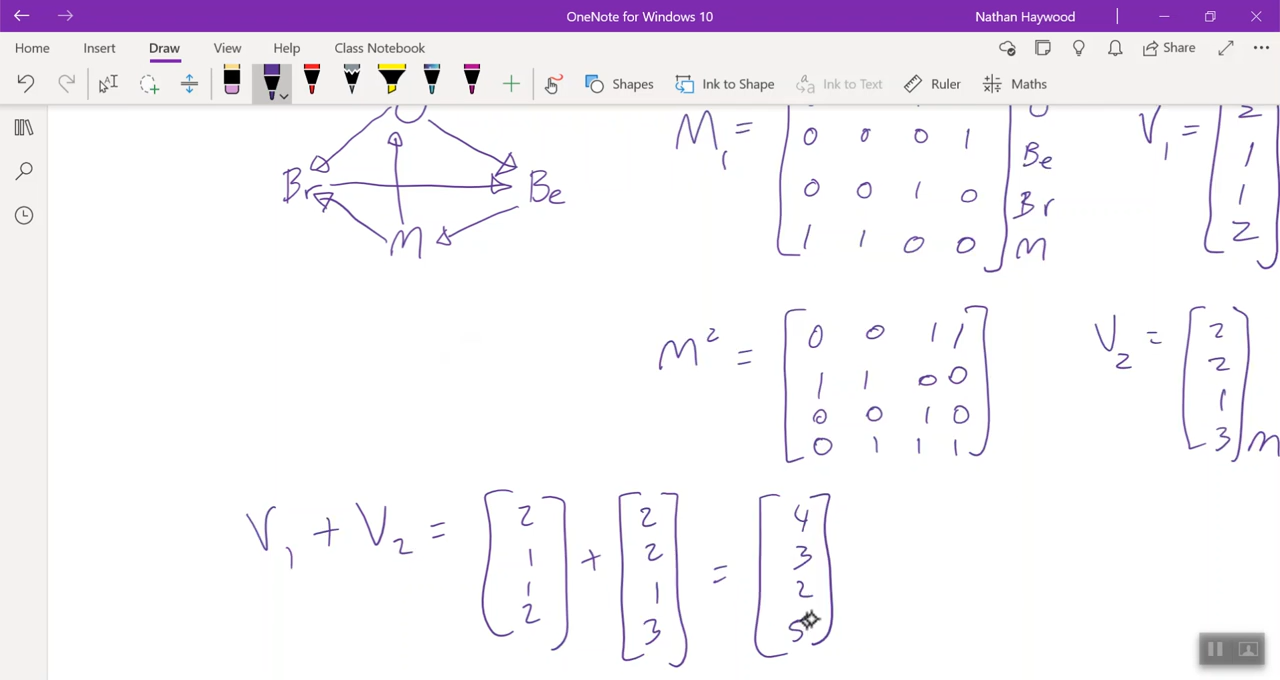 OneNote for Windows 10
Nathan Haywood
Home Insert Draw View Help Class Notebook Share
Shapes Ink to Shape Ink to Text Ruler Maths
Br Be M
M1 =
0 0 0 1 Be
0 0 1 0 Br
1 1 0 0 M
V1 =
2
1
1
2
M² =
0 0 1 1
1 1 0 0
0 0 1 0
0 1 1 1
V2 =
2
2
1
3 M
V1 + V2 =
2
1
1
2
+
2
2
1
3
=
4
3
2
5